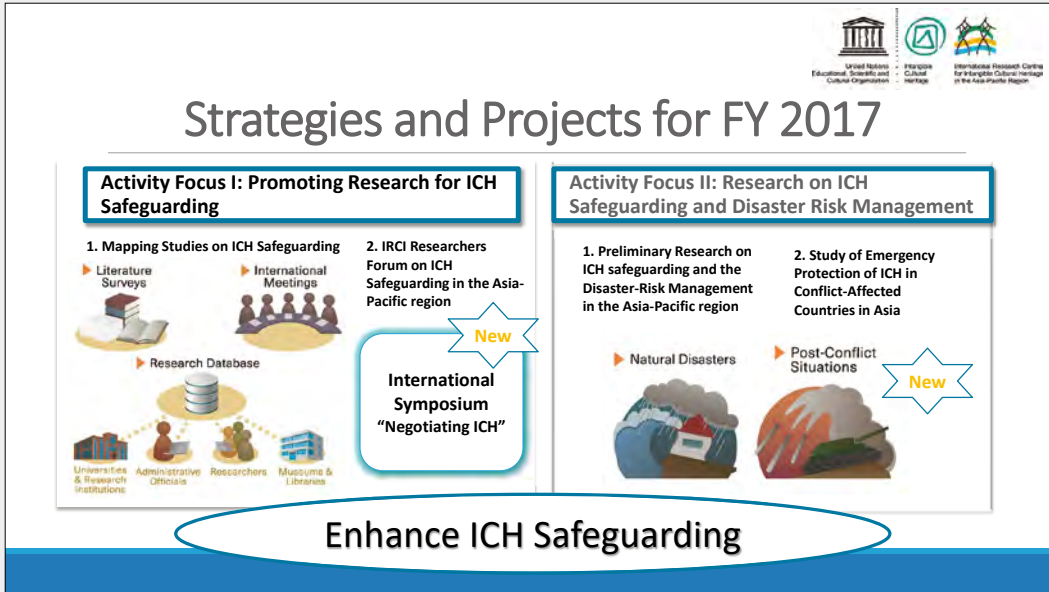 United Nations
Educational, Scientific and
Cultural Organization
Intangible
Cultural
Heritage
International Research Centre
for Intangible Cultural Heritage
in the Asia-Pacific Region
Strategies and Projects for FY 2017
Activity Focus I: Promoting Research for ICH
Safeguarding
1. Mapping Studies on ICH Safeguarding
Literature
Surveys
International
Meetings
Research Database
Universities
& Research
Institutions
Administrative
Officials
Researchers
Museums &
Libraries
2. IRCI Researchers
Forum on ICH
Safeguarding in the Asia-
Pacific region
New
International
Symposium
“Negotiating ICH”
Activity Focus II: Research on ICH
Safeguarding and Disaster Risk Management
1. Preliminary Research on
ICH safeguarding and the
Disaster-Risk Management
in the Asia-Pacific region
Natural Disasters
2. Study of Emergency
Protection of ICH in
Conflict-Affected
Countries in Asia
Post-Conflict
Situations
New
Enhance ICH Safeguarding